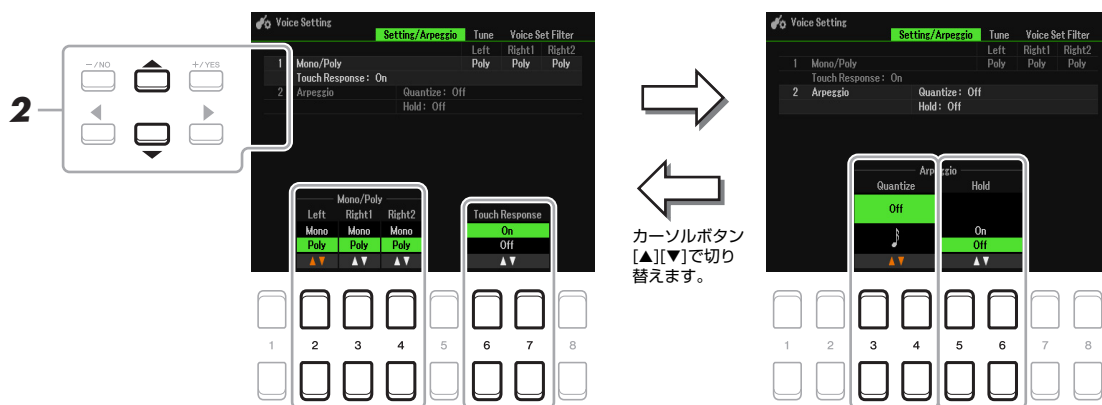 2
-/NO
+/YES
Voice Setting
Setting/Arpeggio Tune Voice Set Filter
Left Right1 Right2
1 Mono/Poly Poly Poly Poly
Touch Response: On
2 Arpeggio Quantize: Off
Hold: Off
Mono/Poly
Left Right1 Right2
Mono Mono Mono
Poly Poly Poly
Touch Response
On
Off
1 2 3 4 5 6 7 8
カーソルボタン
[▲][▼]で切り
替えます。
Voice Setting
Setting/Arpeggio Tune Voice Set Filter
Left Right1 Right2
1 Mono/Poly Poly Poly Poly
Touch Response: On
2 Arpeggio Quantize: Off
Hold: Off
Arpeggio
Quantize Hold
Off
On
Off
1 2 3 4 5 6 7 8